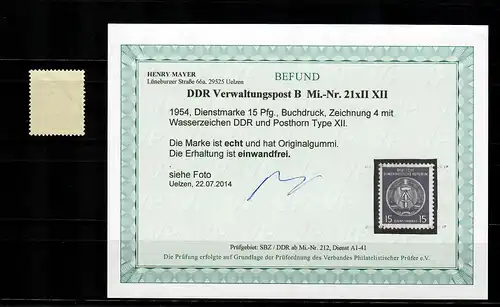 HENRY MAYER
Lüneburger Straße 66a. 29525 Uelzen
BEFUND
DDR Verwaltungspost B Mi.-Nr. 21xII XII
1954, Dienstmarke 15 Pfg., Buchdruck, Zeichnung 4 mit
Wasserzeichen DDR und Posthorn Type XII.
Die Marke ist echt und hat Originalgummi.
Die Erhaltung ist einwandfrei.
siehe Foto
Uelzen, 22.07.2014
15 15
Prüfgebiet: SBZ / DDR ab Mi.-Nr. 212, Dienst A1-41
Die Prüfung erfolgte auf Grundlage der Prüfordnung des Verbandes Philatelistischer Prüfer e.V.